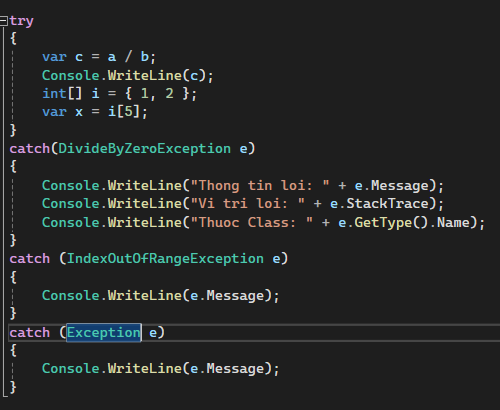 try
{
    var c = a / b;
    Console.WriteLine(c);
    int[] i = { 1, 2 };
    var x = i[5];
}
catch(DivideByZeroException e)
{
    Console.WriteLine("Thong tin loi: " + e.Message);
    Console.WriteLine("Vi tri loi: " + e.StackTrace);
    Console.WriteLine("Thuoc Class: " + e.GetType().Name);
}
catch (IndexOutOfRangeException e)
{
    Console.WriteLine(e.Message);
}
catch (Exception e)
{
    Console.WriteLine(e.Message);
}